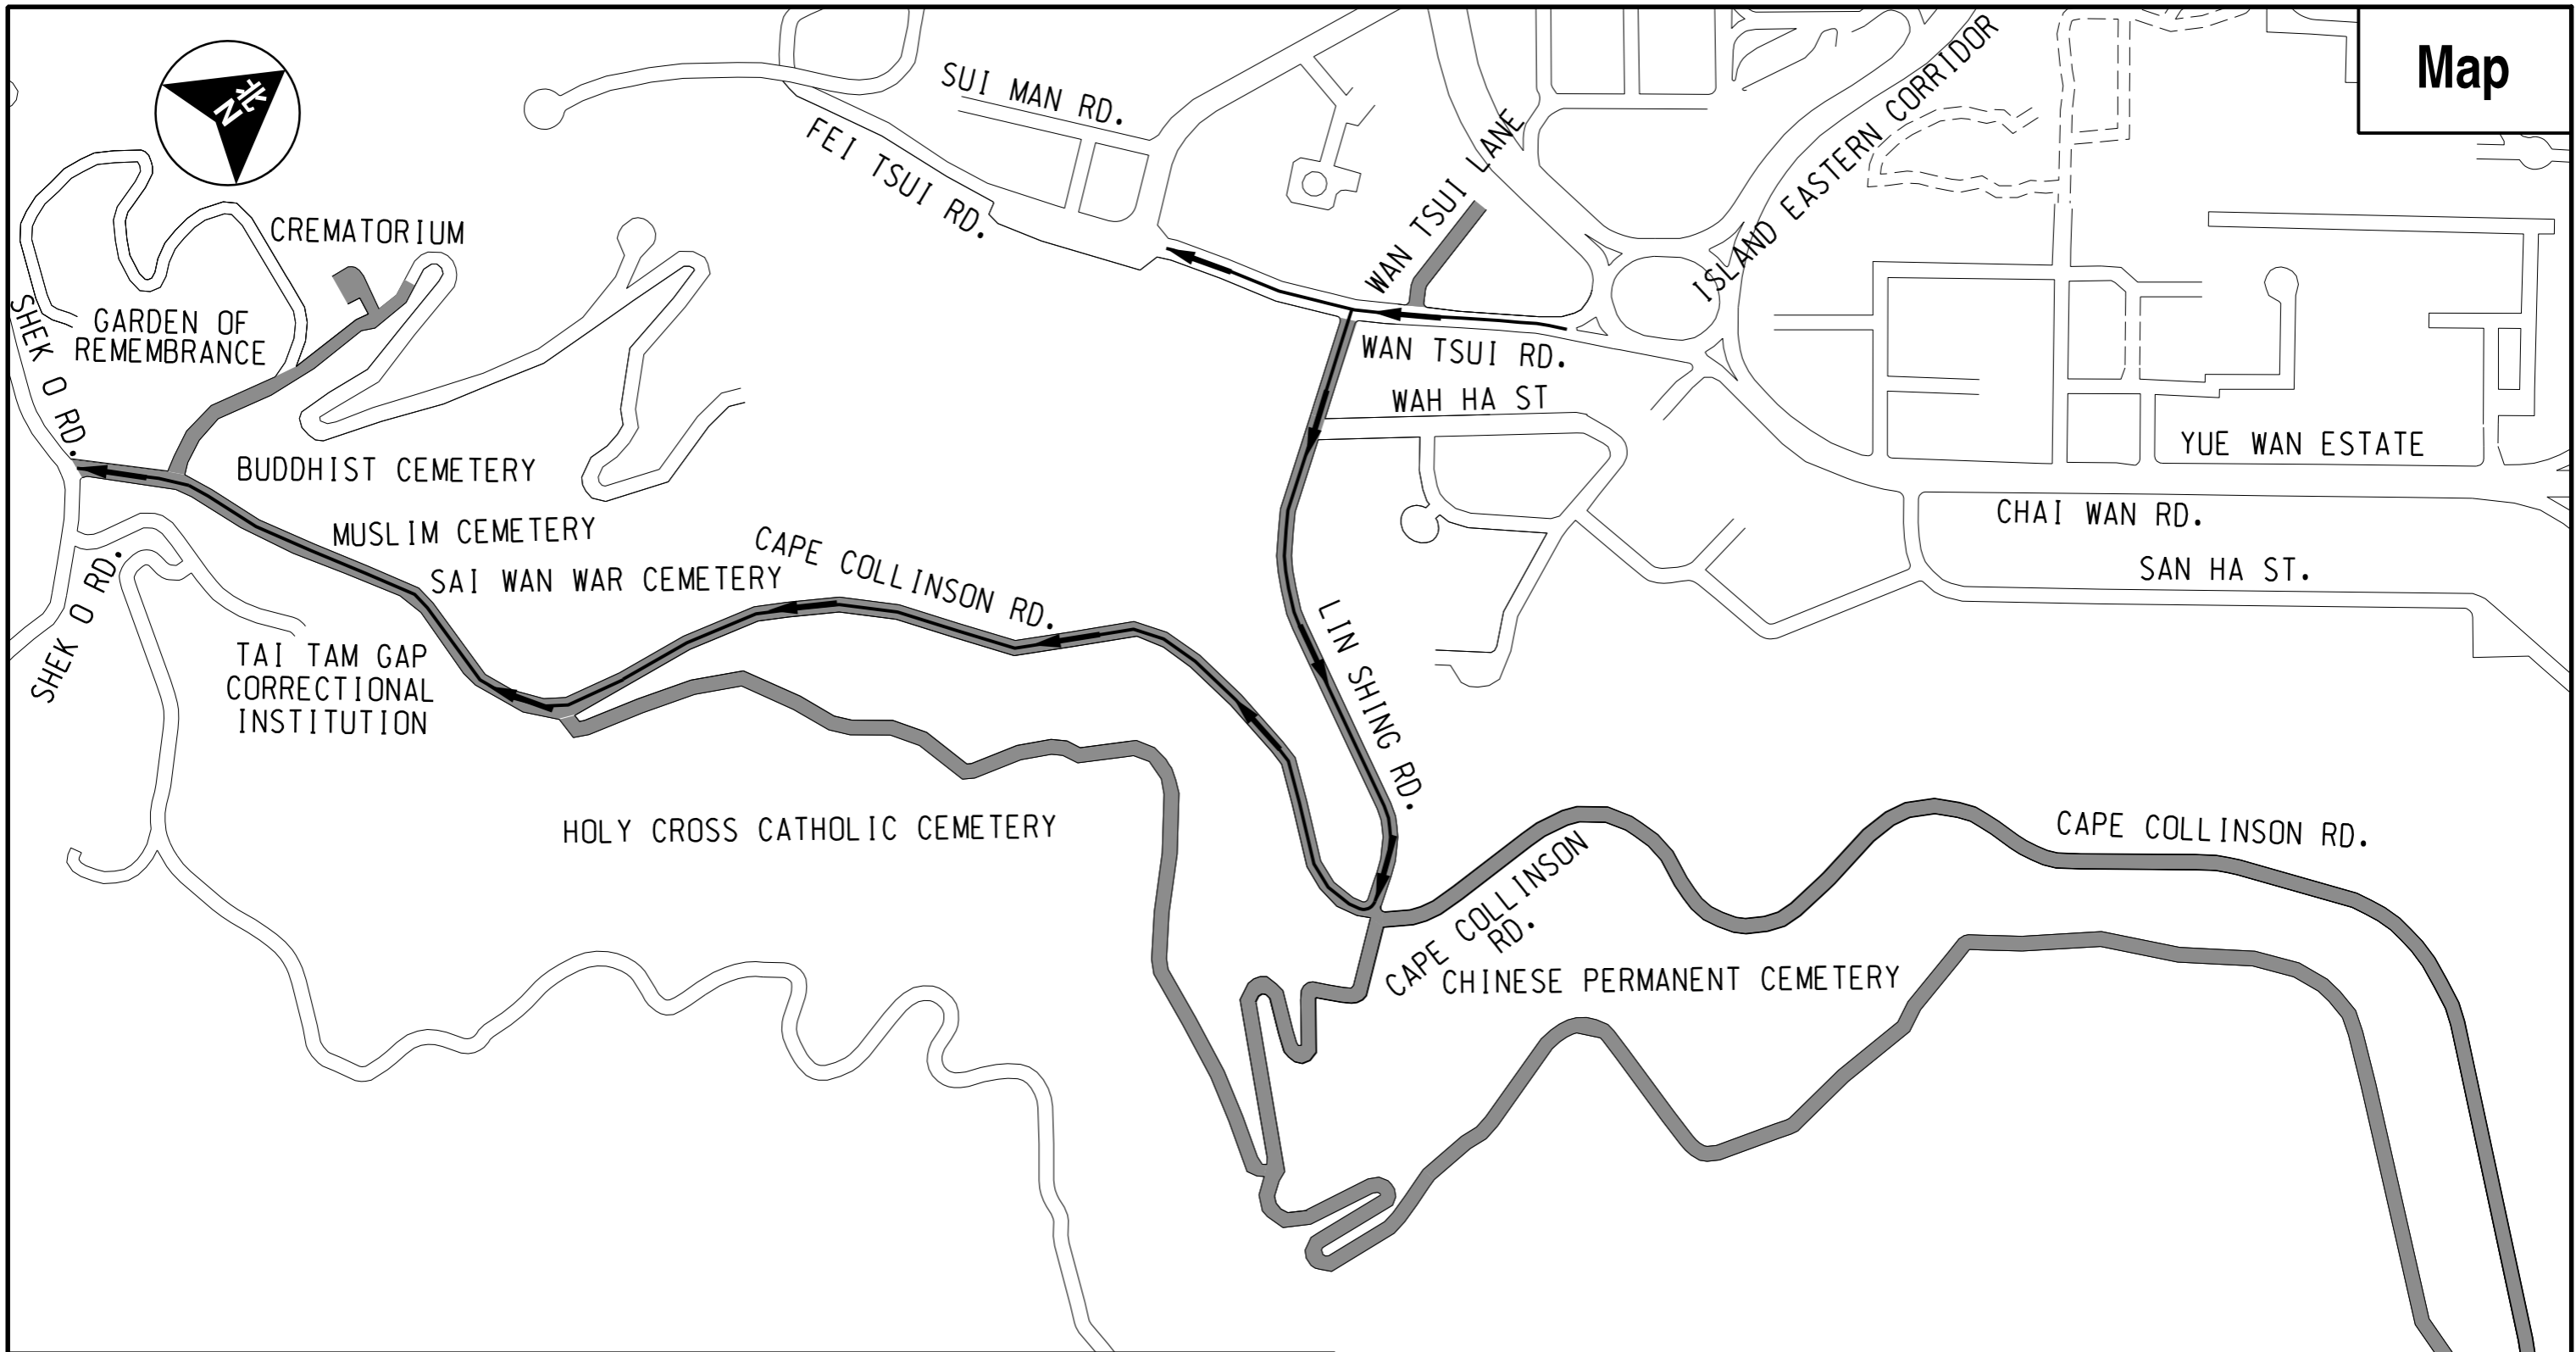 Map
北
N
SUI MAN RD.
FEI TSUI RD.
WAN TSUI LANE
ISLAND EASTERN CORRIDOR
CREMATORIUM
SHEK O RD.
GARDEN OF
REMEMBRANCE
WAN TSUI RD.
WAH HA ST
YUE WAN ESTATE
BUDDHIST CEMETERY
CHAI WAN RD.
MUSLIM CEMETERY
CAPE COLLINSON RD.
SAI WAN WAR CEMETERY
SAN HA ST.
SHEK O RD.
TAI TAM GAP
CORRECTIONAL
INSTITUTION
LIN SHING RD.
HOLY CROSS CATHOLIC CEMETERY
CAPE COLLINSON RD.
CAPE COLLINSON
RD.
CHINESE PERMANENT CEMETERY